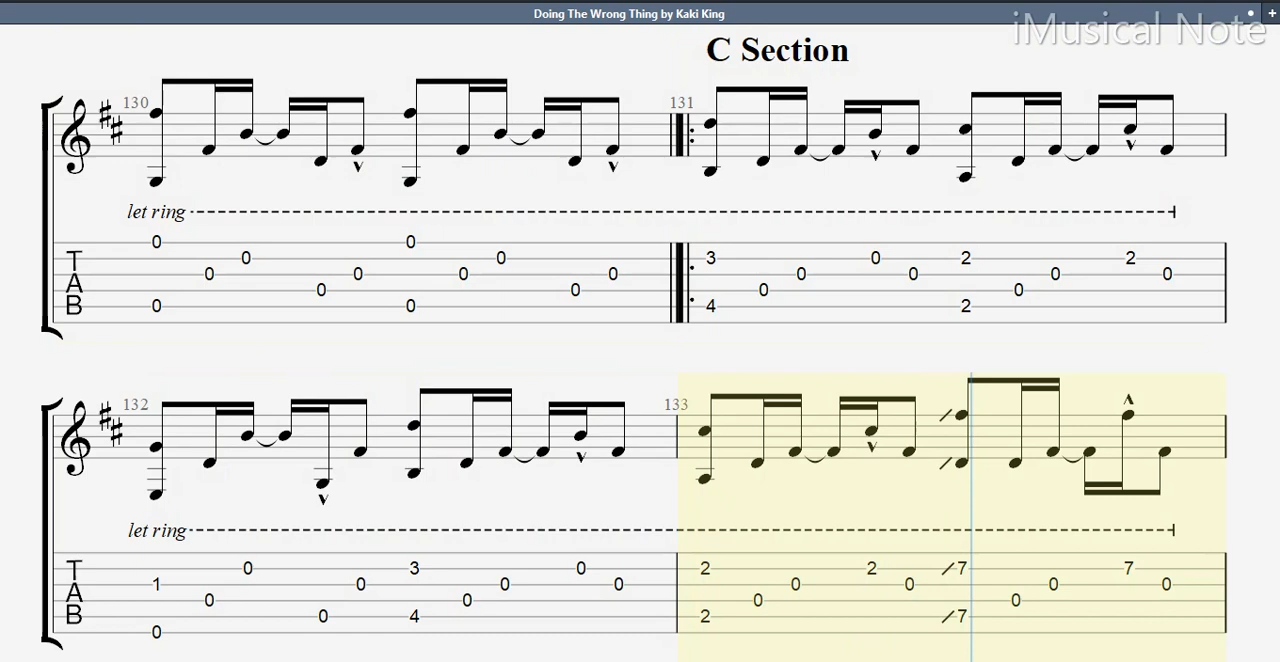 Doing The Wrong Thing by Kaki King
iMusical Note
C Section
130 131
let ring
T 0 0 0 0 3 0 0 2 2
A 0 0 0 0 0 0 0 0 0 0
B 0 0 4 2
132 133
let ring
T 0 3 0 2 2 7 7
A 1 0 0 0 0 0 0 0 0 0 0 0 0
B 0 0 4 2 7